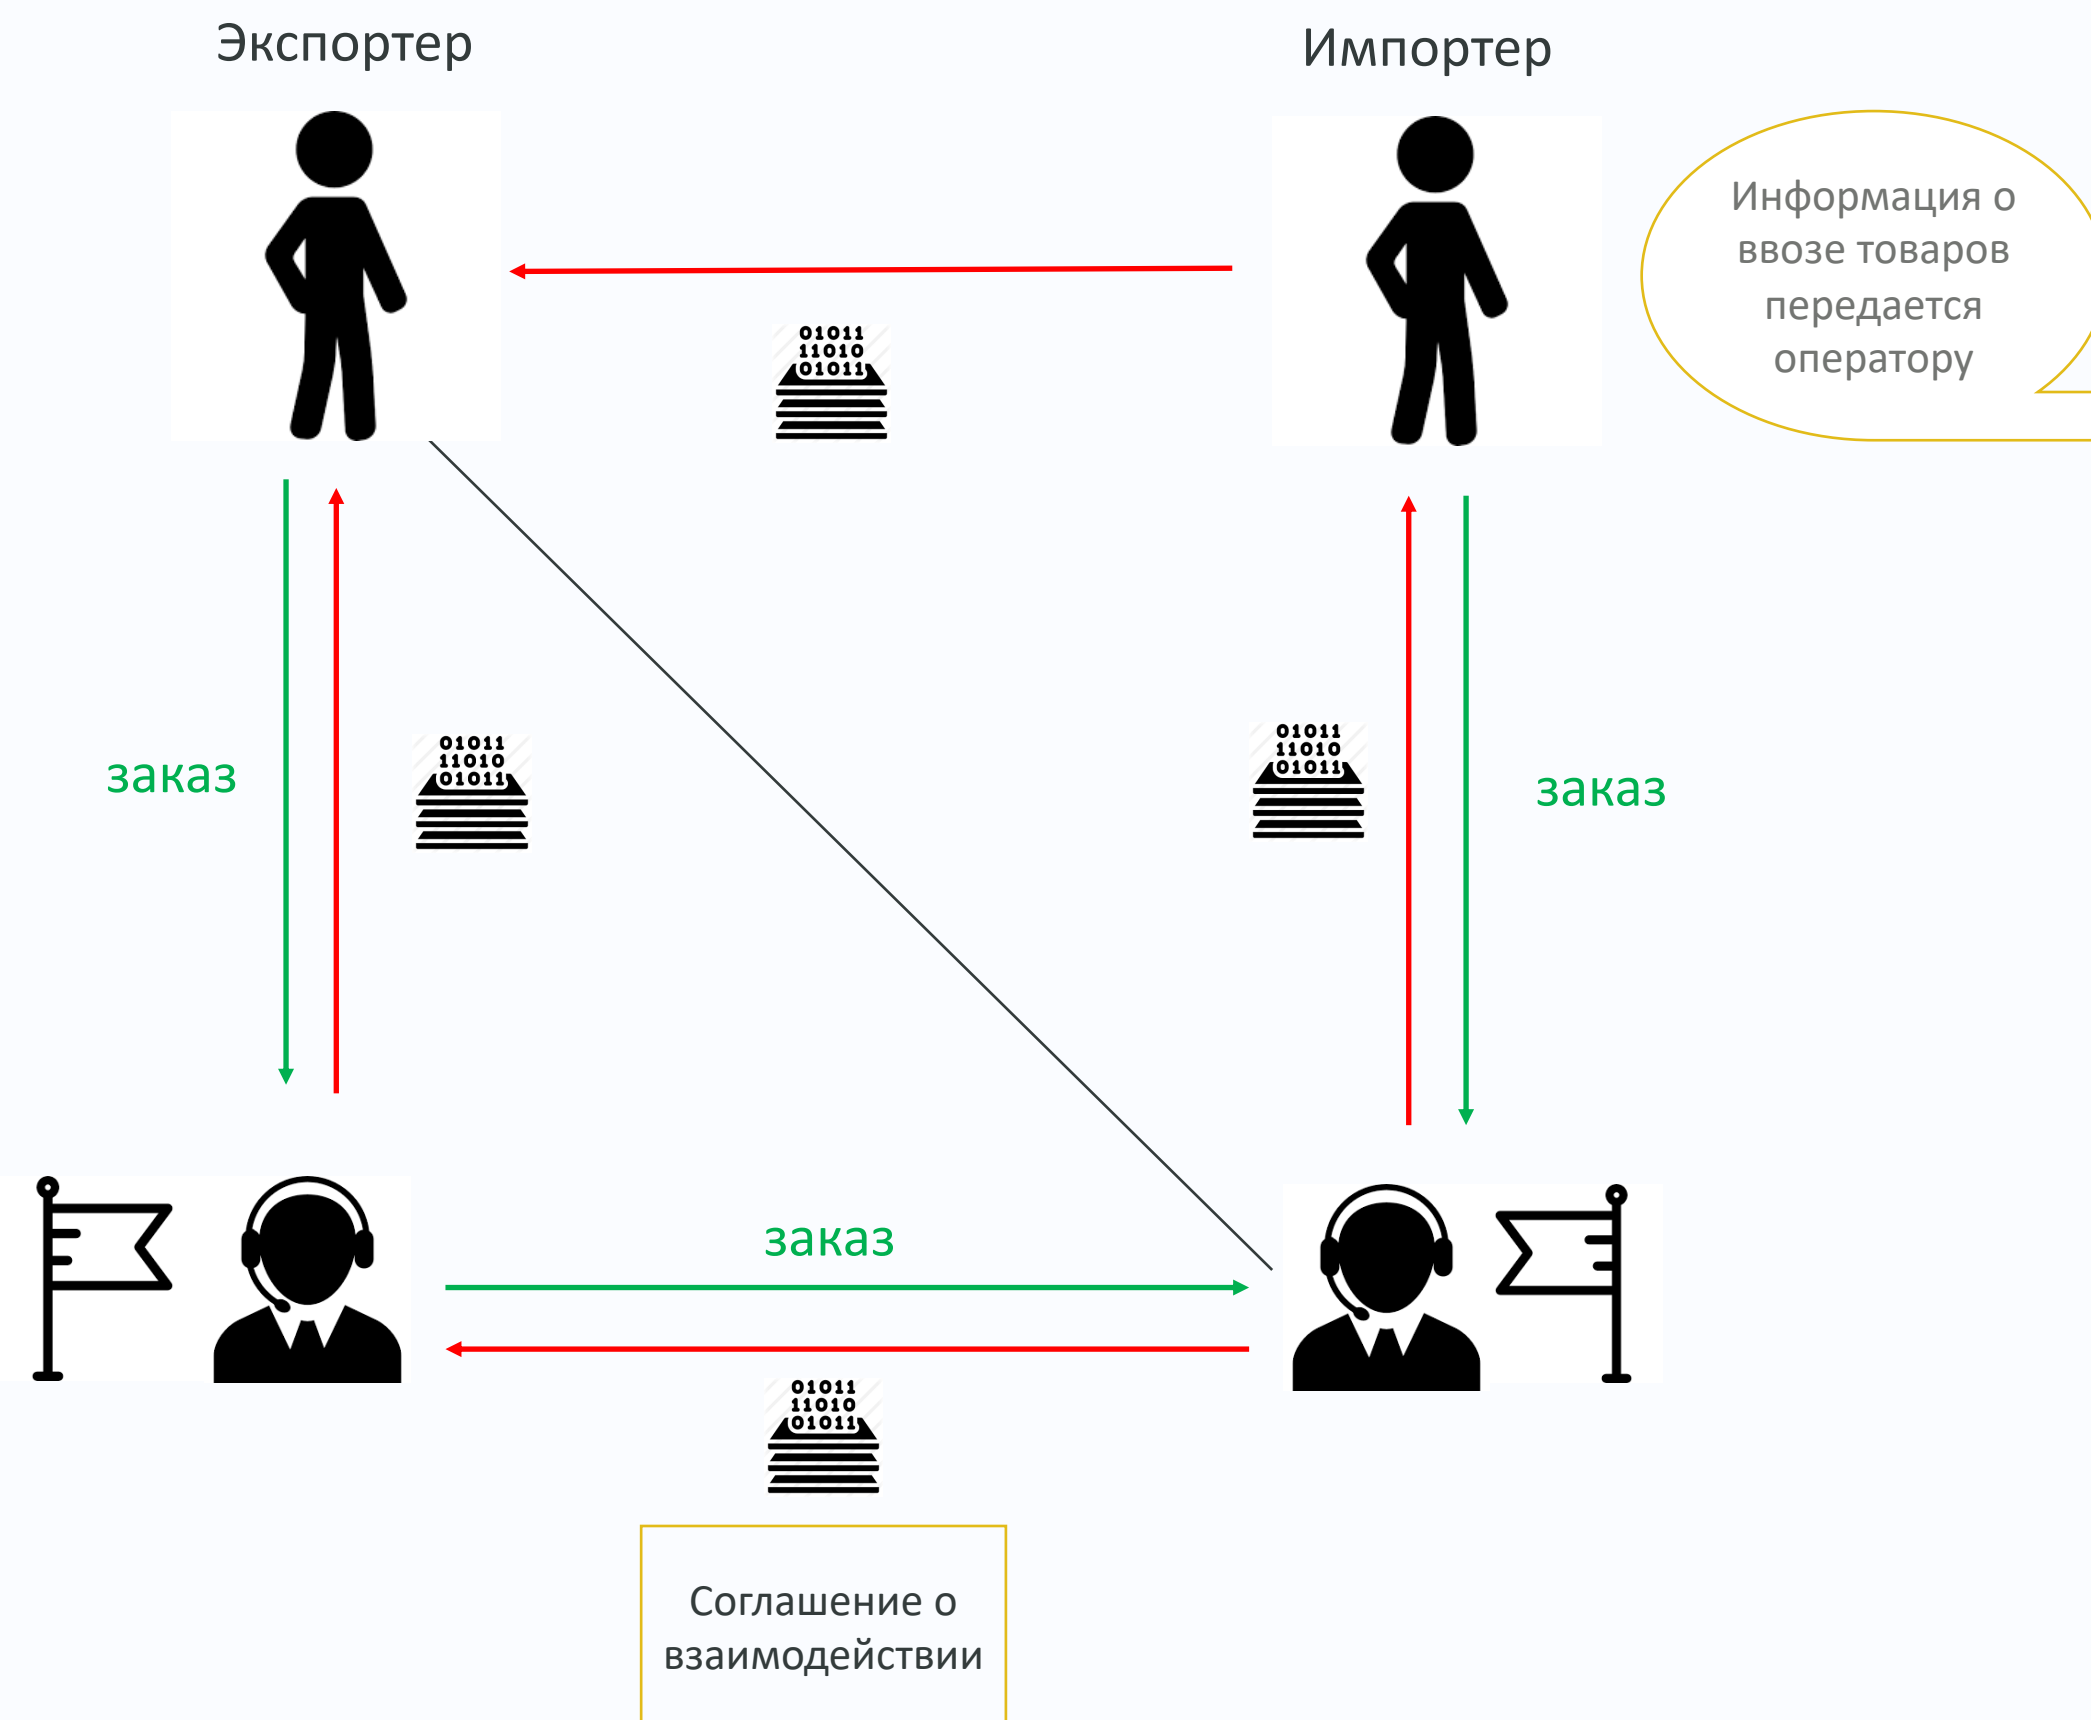 Экспортер
Импортер
Информация о
ввозе товаров
передается
оператору
01011
11010
01011
заказ
01011
11010
01011
01011
11010
01011
заказ
заказ
01011
11010
01011
Соглашение о
взаимодействии